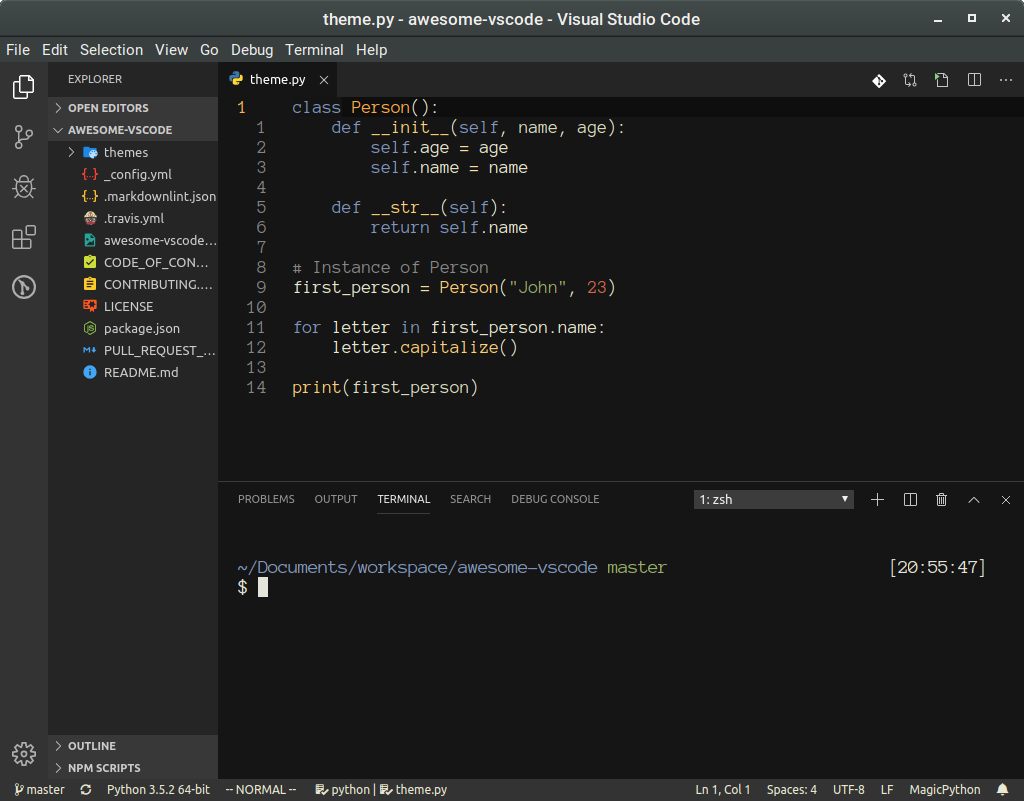 theme.py - awesome-vscode - Visual Studio Code
File Edit Selection View Go Debug Terminal Help
EXPLORER
OPEN EDITORS
AWESOME-VSCODE
themes
_config.yml
.markdownlint.json
.travis.yml
awesome-vscode...
CODE_OF_CON...
CONTRIBUTING....
LICENSE
package.json
PULL_REQUEST_...
README.md
OUTLINE
NPM SCRIPTS
theme.py
1 class Person():
1     def __init__(self, name, age):
2         self.age = age
3         self.name = name
4
5     def __str__(self):
6         return self.name
7
8 # Instance of Person
9 first_person = Person("John", 23)
10
11 for letter in first_person.name:
12     letter.capitalize()
13
14 print(first_person)
PROBLEMS OUTPUT TERMINAL SEARCH DEBUG CONSOLE 1: zsh
~/Documents/workspace/awesome-vscode master [20:55:47]
$
master Python 3.5.2 64-bit -- NORMAL -- python | theme.py Ln 1, Col 1 Spaces: 4 UTF-8 LF MagicPython